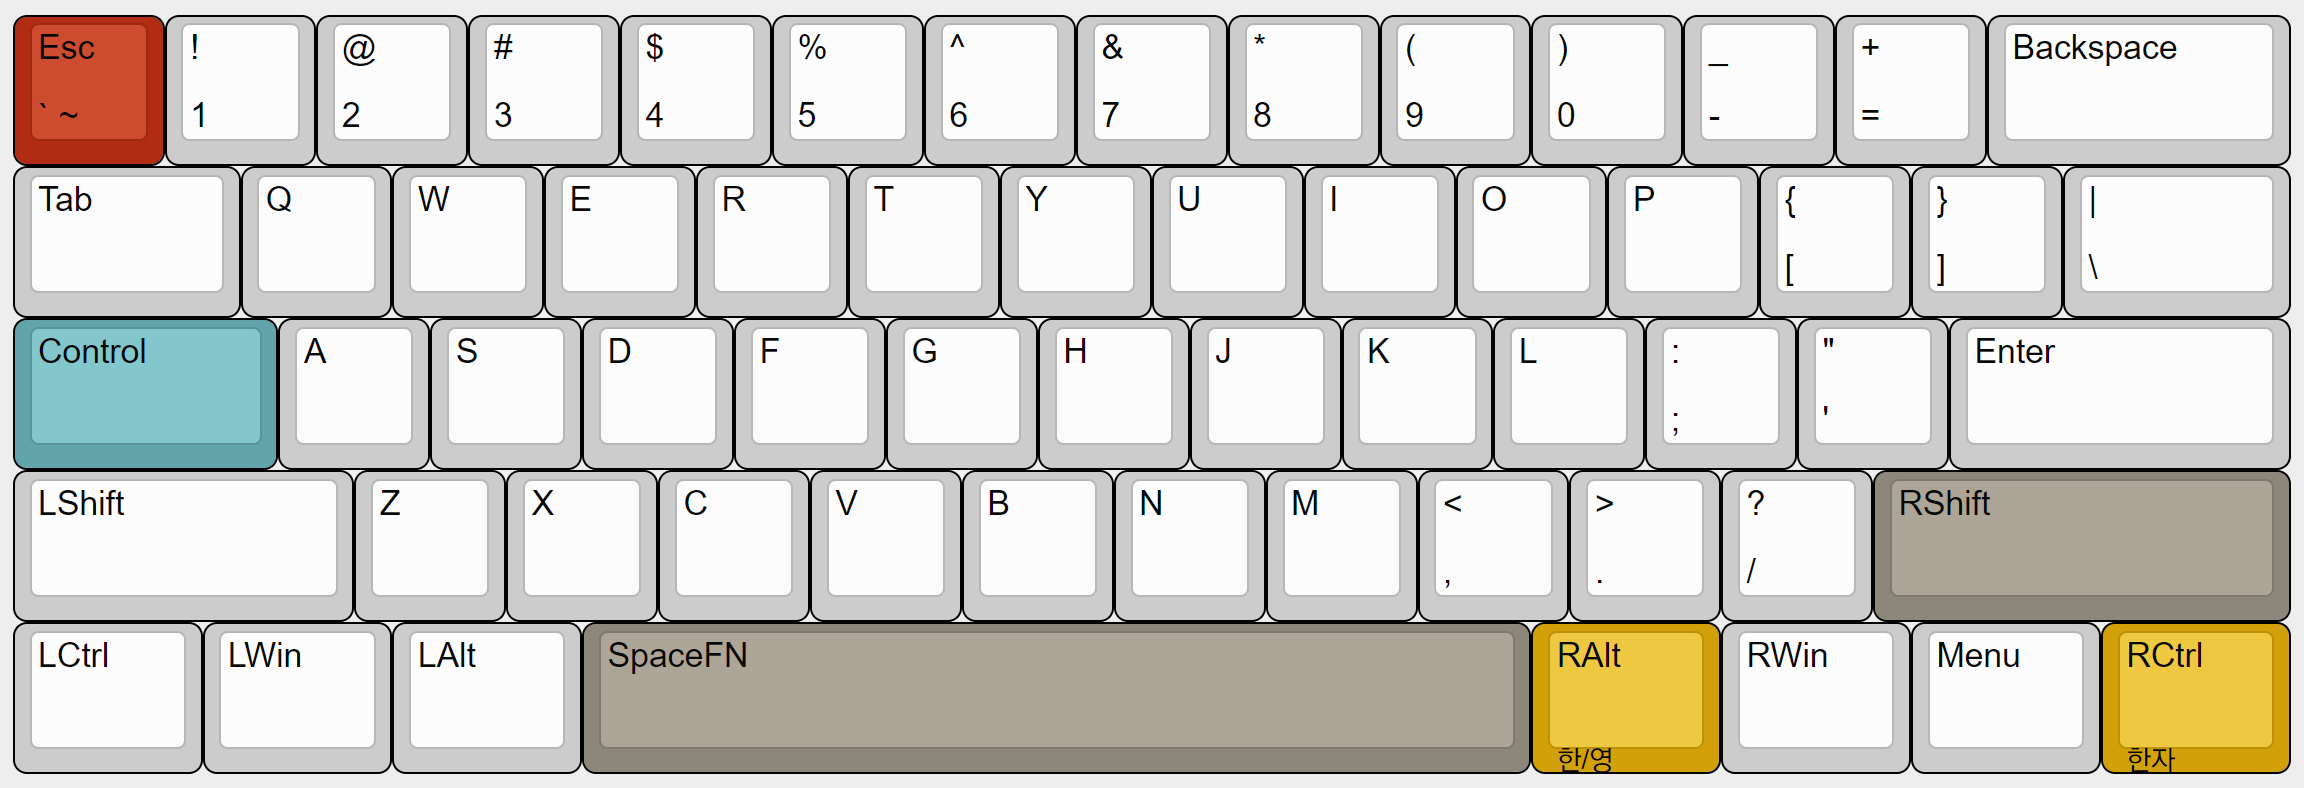 Esc ! @ # $ % ^ & * ( ) _ + Backspace
` ~ 1 2 3 4 5 6 7 8 9 0 - =
Tab Q W E R T Y U I O P { } |
[ ] \
Control A S D F G H J K L : " Enter
; '
LShift Z X C V B N M < > ? RShift
, . /
LCtrl LWin LAlt SpaceFN RAlt RWin Menu RCtrl
한/영 한자